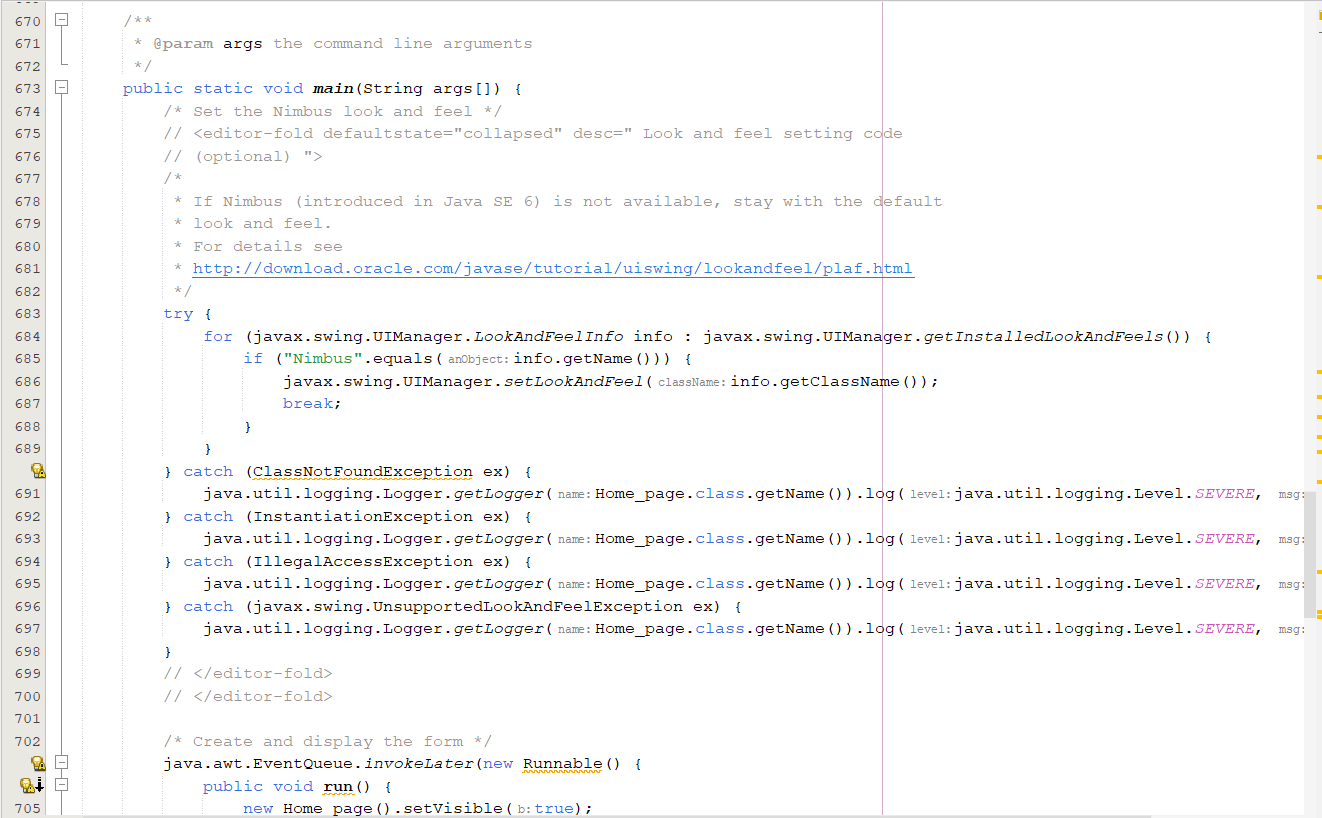 670 /**
671 * @param args the command line arguments
672 */
673 public static void main(String args[]) {
674 /* Set the Nimbus look and feel */
675 // <editor-fold defaultstate="collapsed" desc=" Look and feel setting code
676 // (optional) ">
677 /*
678 * If Nimbus (introduced in Java SE 6) is not available, stay with the default
679 * look and feel.
680 * For details see
681 * http://download.oracle.com/javase/tutorial/uiswing/lookandfeel/plaf.html
682 */
683 try {
684 for (javax.swing.UIManager.LookAndFeelInfo info : javax.swing.UIManager.getInstalledLookAndFeels()) {
685 if ("Nimbus".equals( anObject: info.getName())) {
686 javax.swing.UIManager.setLookAndFeel( className: info.getClassName());
687 break;
688 }
689 }
} catch (ClassNotFoundException ex) {
691 java.util.logging.Logger.getLogger( name: Home_page.class.getName()).log( level: java.util.logging.Level.SEVERE, msg:
692 } catch (InstantiationException ex) {
693 java.util.logging.Logger.getLogger( name: Home_page.class.getName()).log( level: java.util.logging.Level.SEVERE, msg:
694 } catch (IllegalAccessException ex) {
695 java.util.logging.Logger.getLogger( name: Home_page.class.getName()).log( level: java.util.logging.Level.SEVERE, msg:
696 } catch (javax.swing.UnsupportedLookAndFeelException ex) {
697 java.util.logging.Logger.getLogger( name: Home_page.class.getName()).log( level: java.util.logging.Level.SEVERE, msg:
698 }
699 // </editor-fold>
700 // </editor-fold>
701
702 /* Create and display the form */
java.awt.EventQueue.invokeLater(new Runnable() {
public void run() {
705 new Home_page().setVisible( b: true);